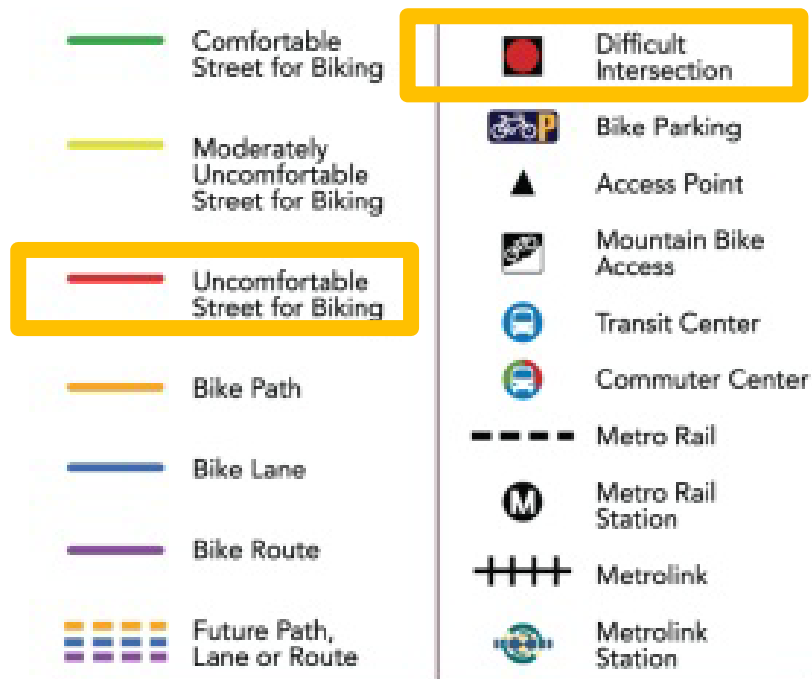 Comfortable
Street for Biking
Moderately
Uncomfortable
Street for Biking
Uncomfortable
Street for Biking
Bike Path
Bike Lane
Bike Route
Future Path,
Lane or Route
Difficult
Intersection
P
Bike Parking
Access Point
Mountain Bike
Access
Transit Center
Commuter Center
Metro Rail
M
Metro Rail
Station
Metrolink
Metrolink
Station